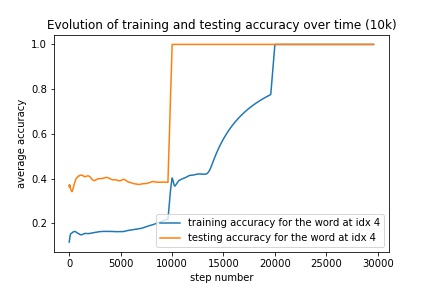 Evolution of training and testing accuracy over time (10k)
1.0
0.8
0.6
0.4
0.2
average accuracy
training accuracy for the word at idx 4
testing accuracy for the word at idx 4
0
5000
10000
15000
20000
25000
30000
step number